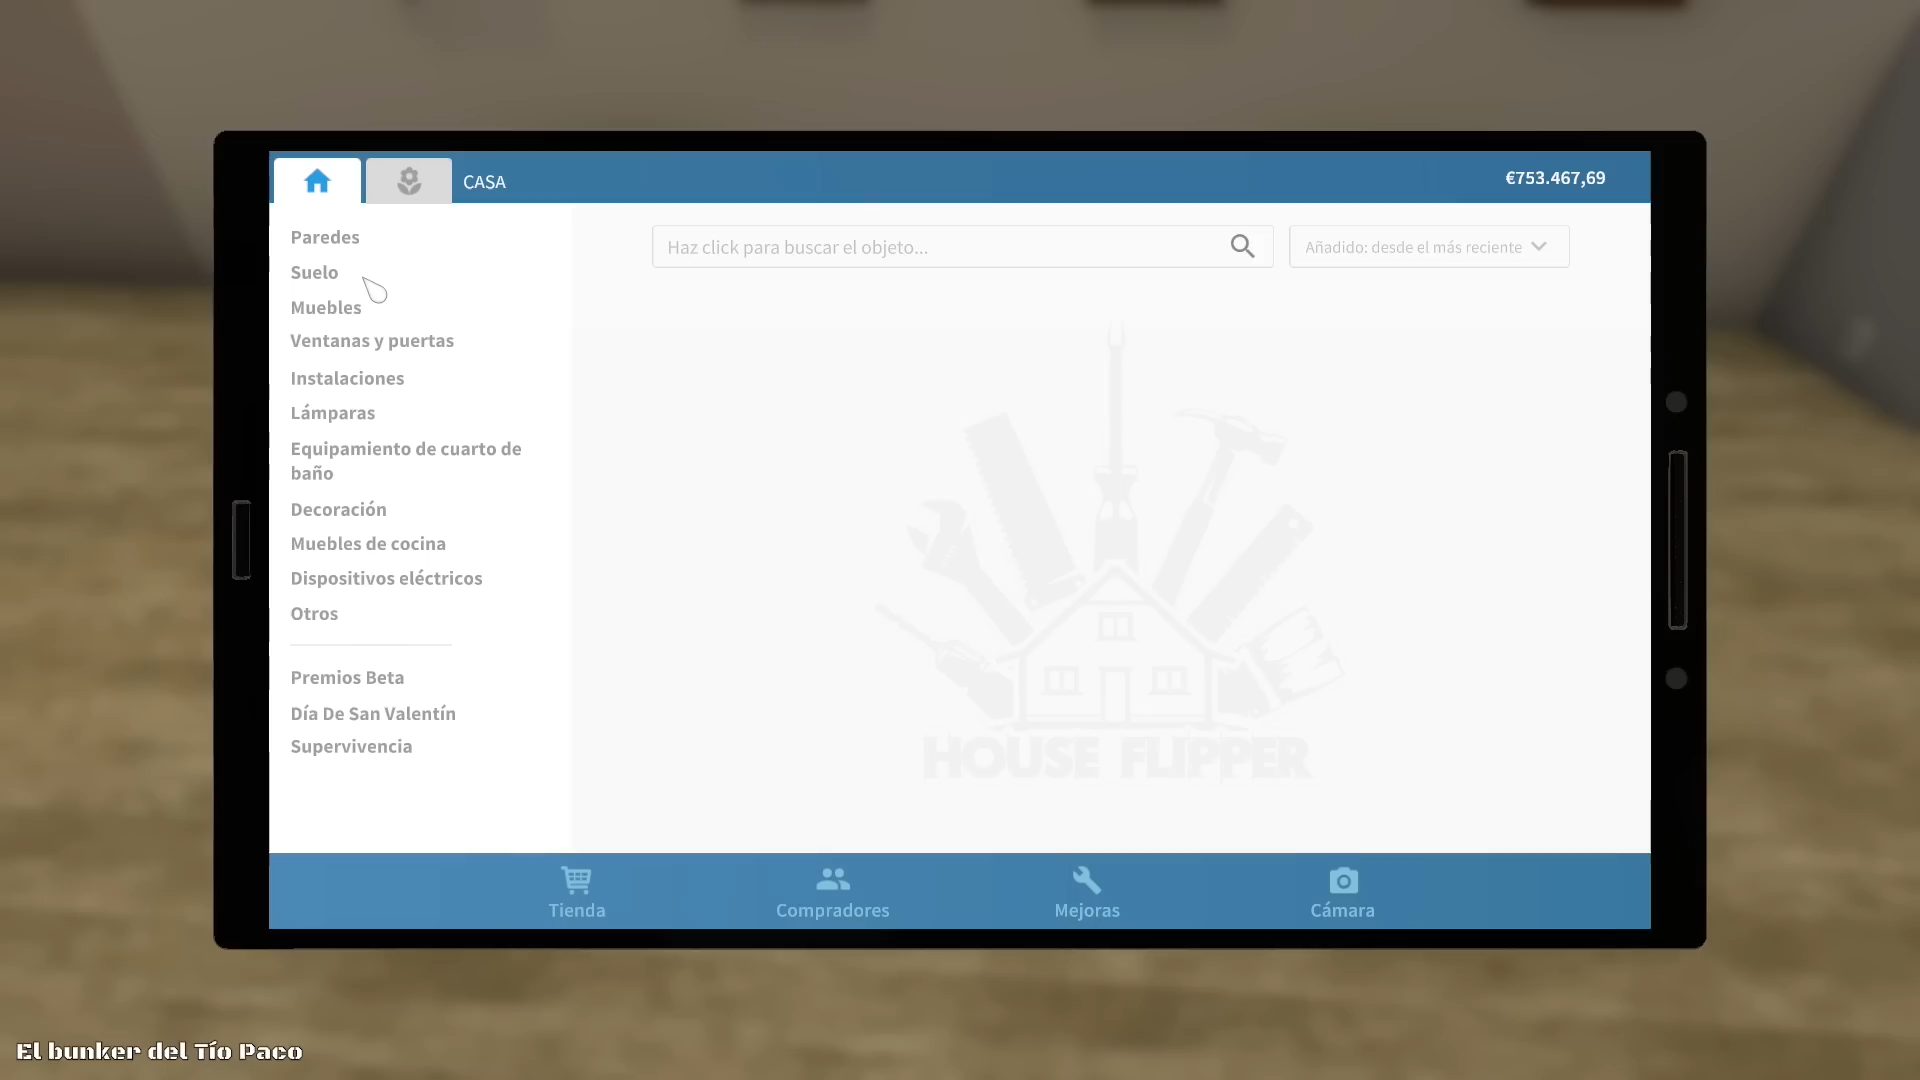 CASA
€753.467,69
Paredes
Suelo
Muebles
Ventanas y puertas
Instalaciones
Lámparas
Equipamiento de cuarto de
baño
Decoración
Muebles de cocina
Dispositivos eléctricos
Otros
Premios Beta
Día De San Valentín
Supervivencia
Haz click para buscar el objeto...
Añadido: desde el más reciente
HOUSE FLIPPER
Tienda
Compradores
Mejoras
Cámara
El bunker del Tío Paco